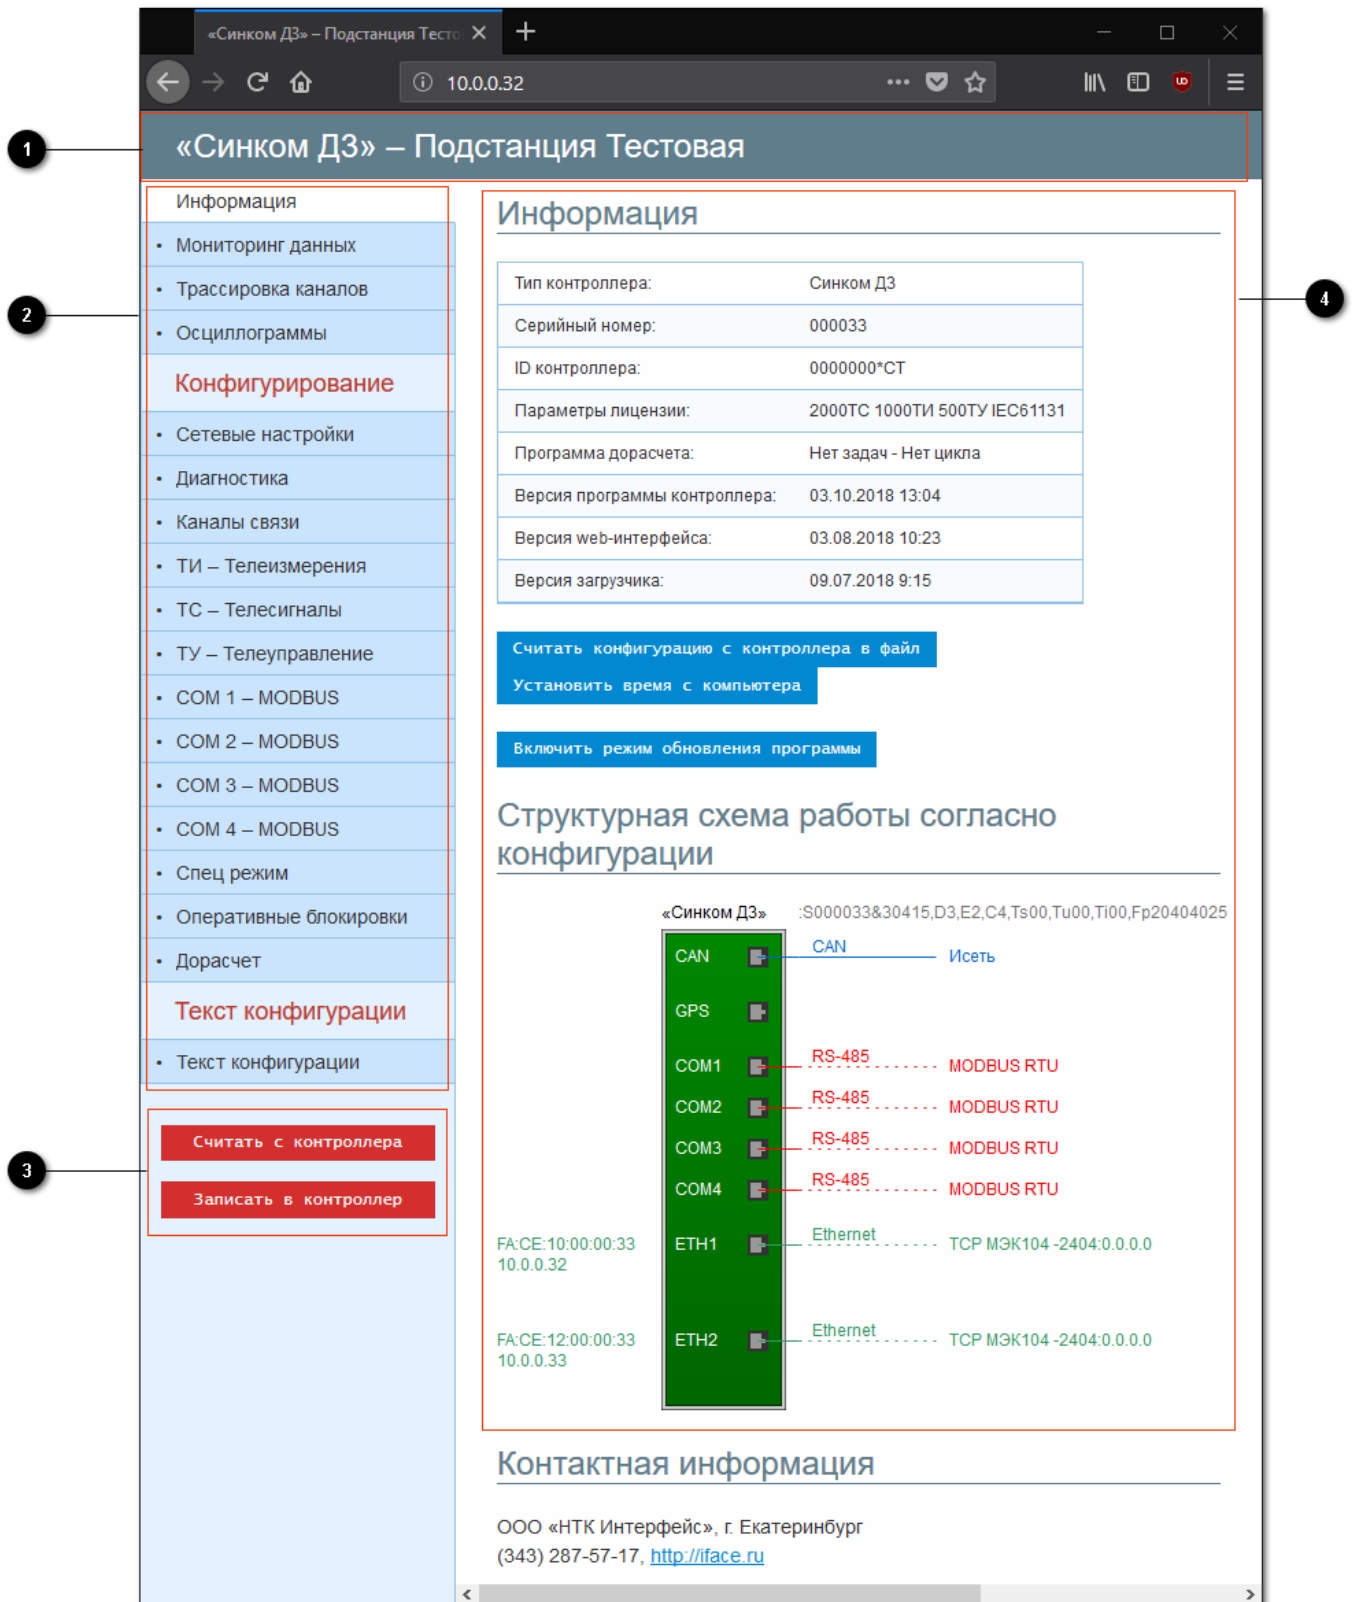 «Синком Д3» – Подстанция Тесто
10.0.0.32
1
«Синком Д3» – Подстанция Тестовая
2
Информация
• Мониторинг данных
• Трассировка каналов
• Осциллограммы
Конфигурирование
• Сетевые настройки
• Диагностика
• Каналы связи
• ТИ – Телеизмерения
• ТС – Телесигналы
• ТУ – Телеуправление
• COM 1 – MODBUS
• COM 2 – MODBUS
• COM 3 – MODBUS
• COM 4 – MODBUS
• Спец режим
• Оперативные блокировки
• Дорасчет
Текст конфигурации
• Текст конфигурации
3
Считать с контроллера
Записать в контроллер
4
Информация
Тип контроллера: Синком Д3
Серийный номер: 000033
ID контроллера: 0000000*CT
Параметры лицензии: 2000ТС 1000ТИ 500ТУ IEC61131
Программа дорасчета: Нет задач - Нет цикла
Версия программы контроллера: 03.10.2018 13:04
Версия web-интерфейса: 03.08.2018 10:23
Версия загрузчика: 09.07.2018 9:15
Считать конфигурацию с контроллера в файл
Установить время с компьютера
Включить режим обновления программы
Структурная схема работы согласно
конфигурации
«Синком Д3» :S000033&30415,D3,E2,C4,Ts00,Tu00,Ti00,Fp20404025
CAN CAN Исеть
GPS
COM1 RS-485 MODBUS RTU
COM2 RS-485 MODBUS RTU
COM3 RS-485 MODBUS RTU
COM4 RS-485 MODBUS RTU
FA:CE:10:00:00:33 ETH1 Ethernet TCP МЭК104 -2404:0.0.0.0
10.0.0.32
FA:CE:12:00:00:33 ETH2 Ethernet TCP МЭК104 -2404:0.0.0.0
10.0.0.33
Контактная информация
ООО «НТК Интерфейс», г. Екатеринбург
(343) 287-57-17, http://iface.ru